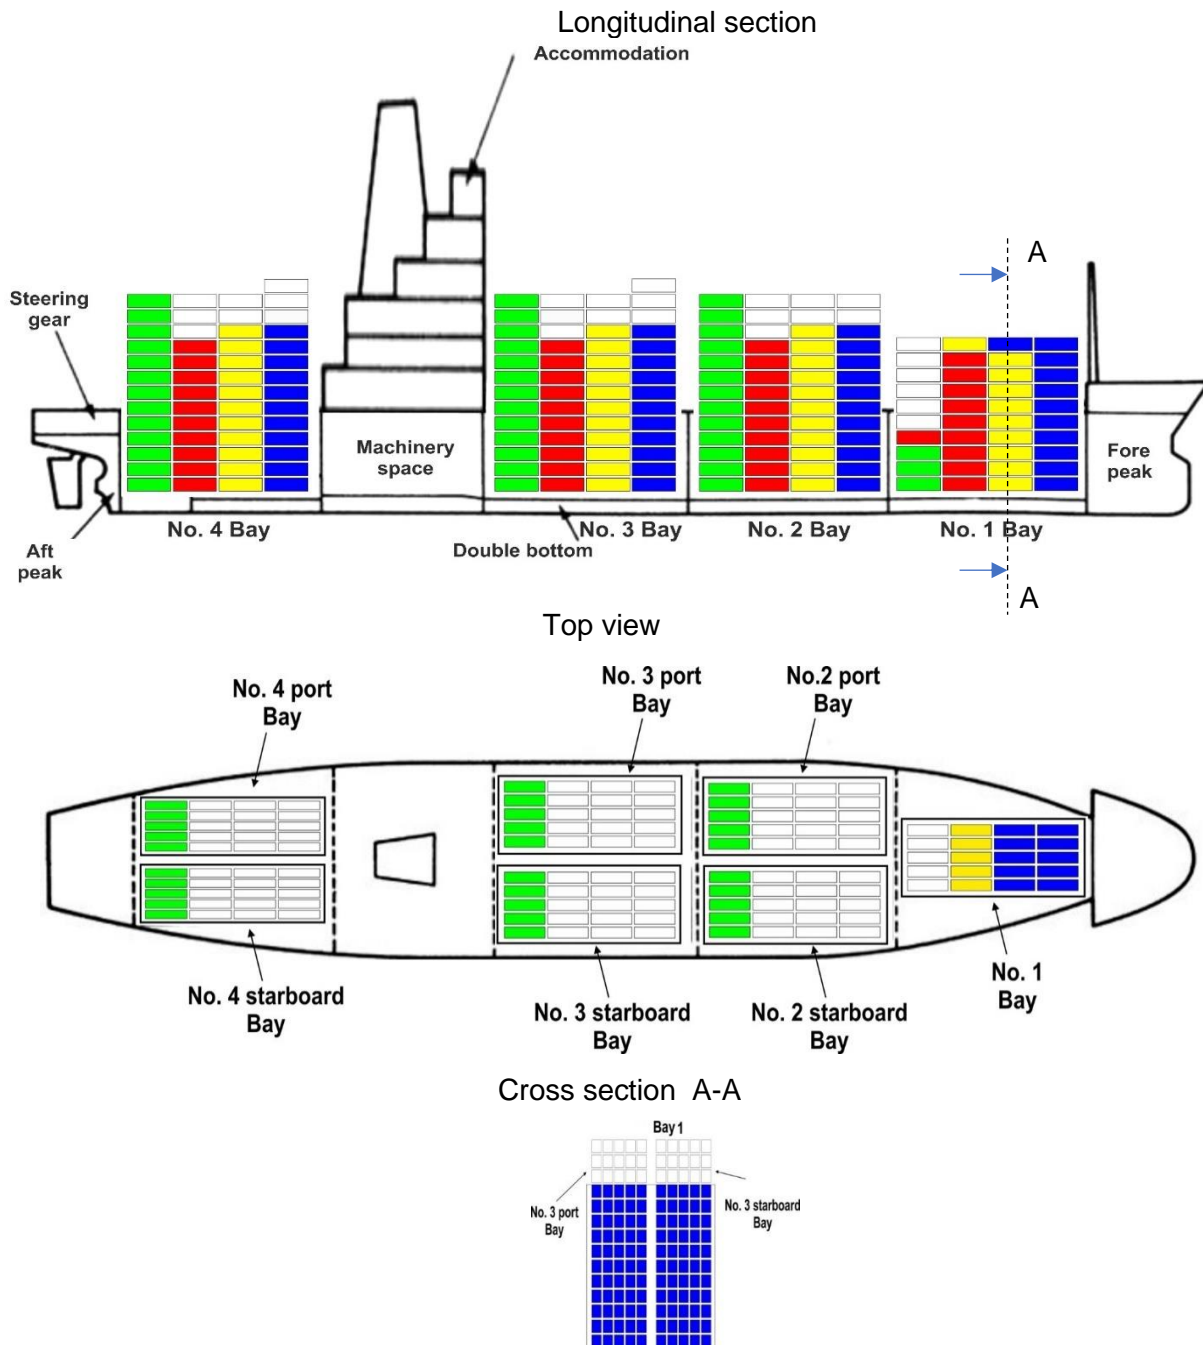 Longitudinal section
Accommodation
A
Steering
gear
Machinery
space
Fore
peak
No. 4 Bay
No. 3 Bay
No. 2 Bay
No. 1 Bay
Aft
peak
Double bottom
A
Top view
No. 4 port
Bay
No. 3 port
Bay
No.2 port
Bay
No. 4 starboard
Bay
No. 3 starboard
Bay
No. 2 starboard
Bay
No. 1
Bay
Cross section A-A
Bay 1
No. 3 port
Bay
No. 3 starboard
Bay